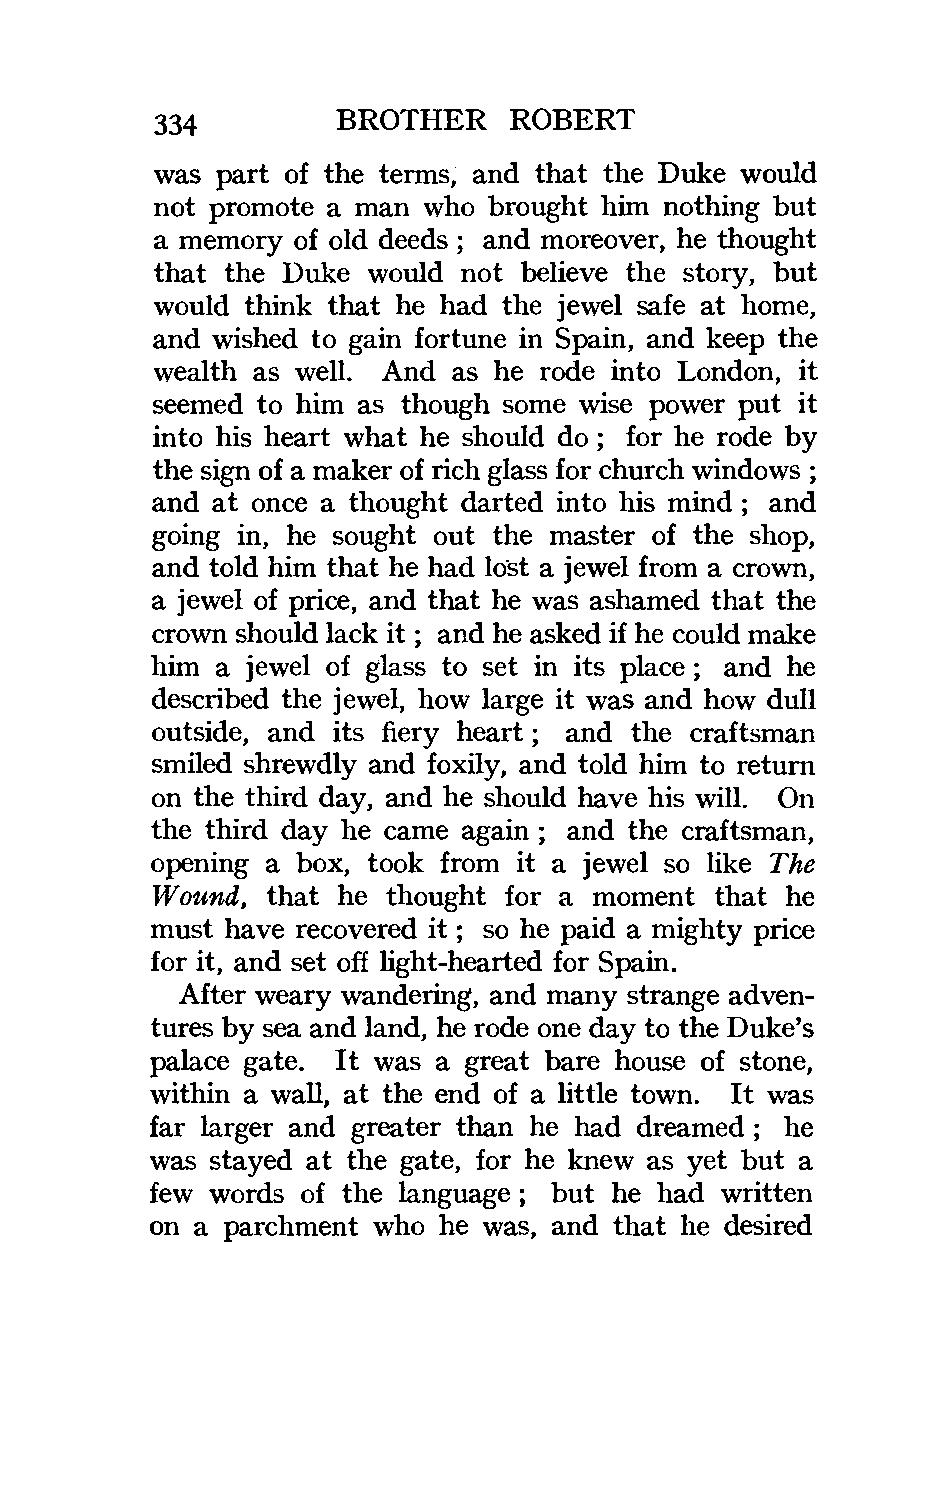 334 BROTHER ROBERT
was part of the terms, and that the Duke would
not promote a man who brought him nothing but
a memory of old deeds ; and moreover, he thought
that the Duke would not believe the story, but
would think that he had the jewel safe at home,
and wished to gain fortune in Spain, and keep the
wealth as well. And as he rode into London, it
seemed to him as though some wise power put it
into his heart what he should do ; for he rode by
the sign of a maker of rich glass for church windows ;
and at once a thought darted into his mind ; and
going in, he sought out the master of the shop,
and told him that he had lost a jewel from a crown,
a jewel of price, and that he was ashamed that the
crown should lack it ; and he asked if he could make
him a jewel of glass to set in its place ; and he
described the jewel, how large it was and how dull
outside, and its fiery heart ; and the craftsman
smiled shrewdly and foxily, and told him to return
on the third day, and he should have his will. On
the third day he came again ; and the craftsman,
opening a box, took from it a jewel so like The
Wound, that he thought for a moment that he
must have recovered it ; so he paid a mighty price
for it, and set off light-hearted for Spain.
After weary wandering, and many strange adven-
tures by sea and land, he rode one day to the Duke's
palace gate. It was a great bare house of stone,
within a wall, at the end of a little town. It was
far larger and greater than he had dreamed ; he
was stayed at the gate, for he knew as yet but a
few words of the language ; but he had written
on a parchment who he was, and that he desired